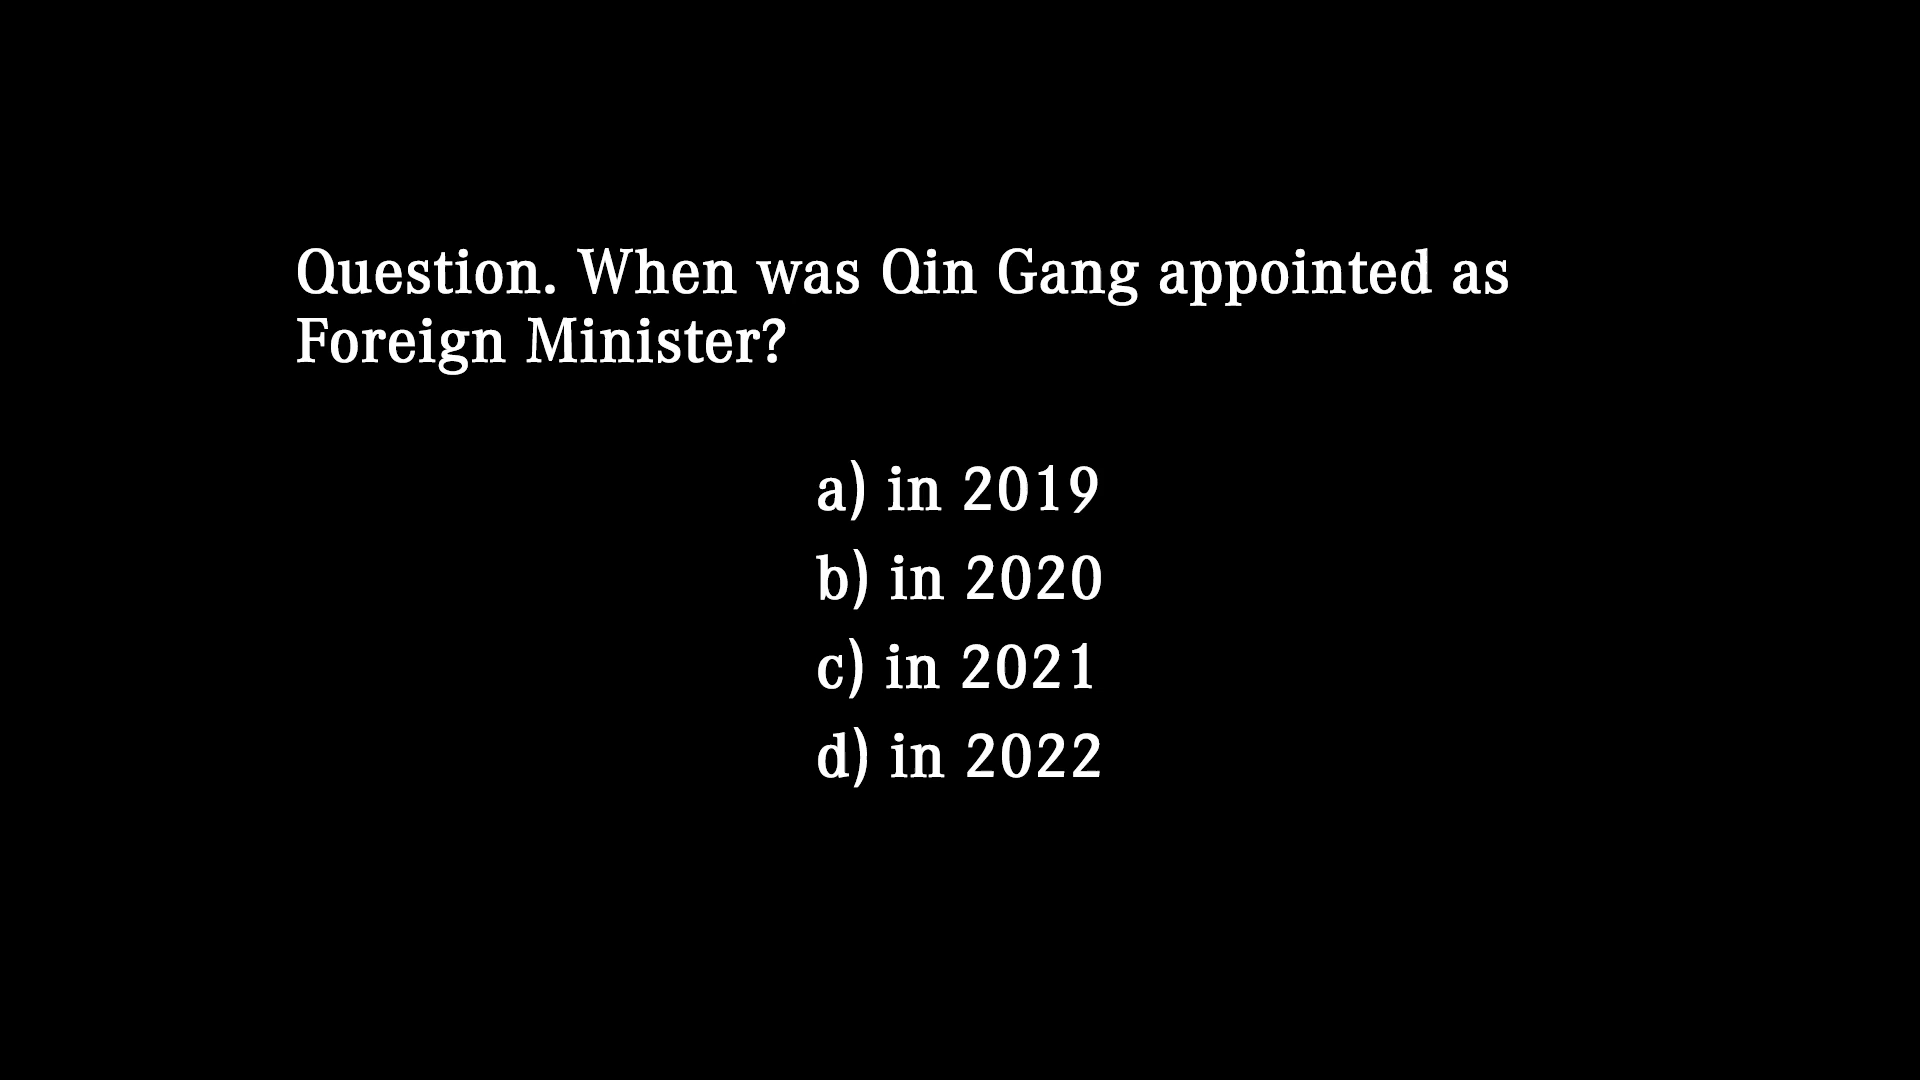 Question. When was Qin Gang appointed as
Foreign Minister?
a) in 2019
b) in 2020
c) in 2021
d) in 2022